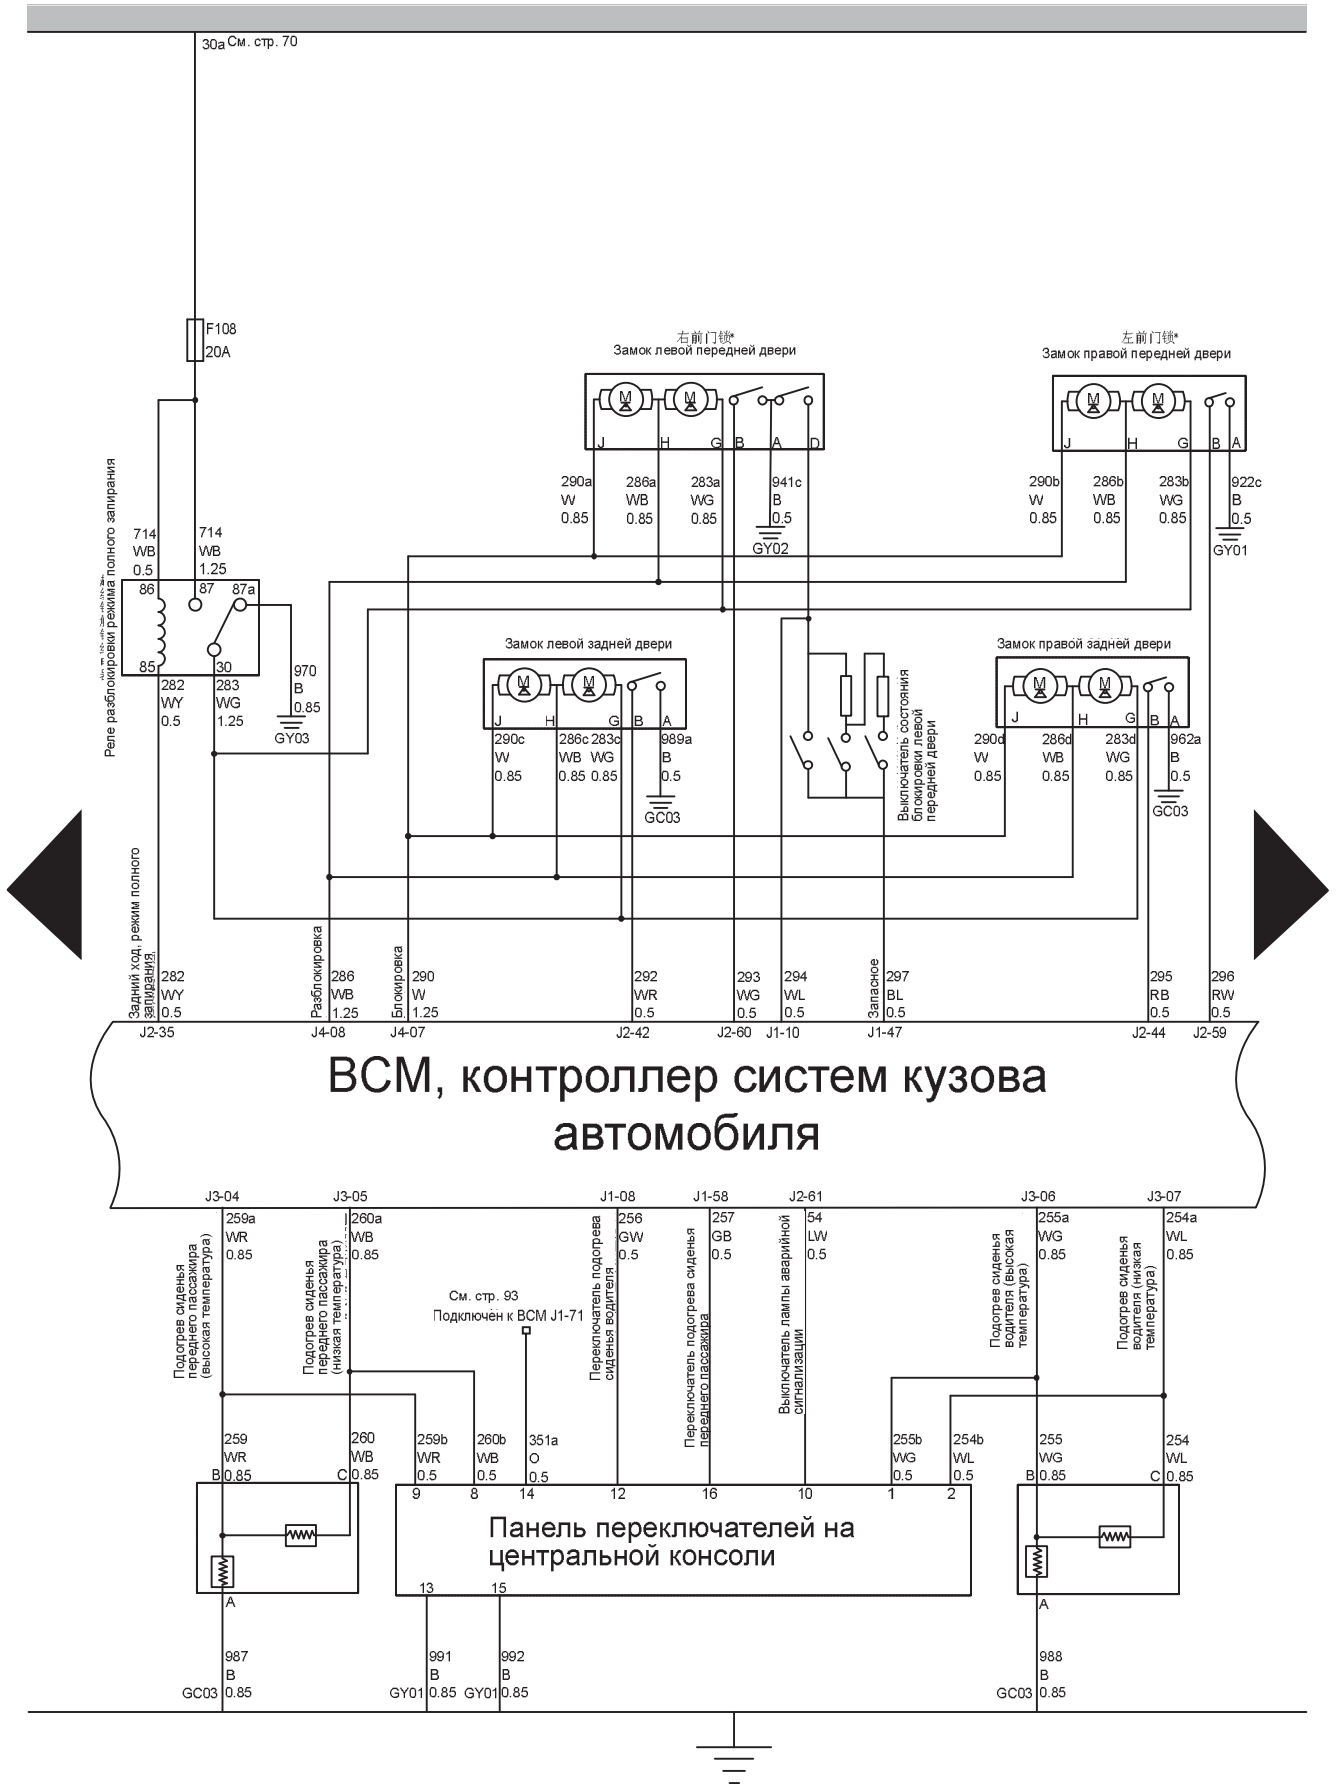 30a См. стр. 70
F108
20A
右前门锁*
Замок левой передней двери
左前门锁*
Замок правой передней двери
M M
J H G B A D
M M
J H G B A
290a
W
0.85
286a
WB
0.85
283a
WG
0.85
941c
B
0.5
GY02
290b
W
0.85
286b
WB
0.85
283b
WG
0.85
922c
B
0.5
GY01
Реле разблокировки режима полного запирания
714
WB
0.5
714
WB
1.25
86 87 87a
85 30
282
WY
0.5
283
WG
1.25
970
B
0.85
GY03
Замок левой задней двери
M M
J H G B A
290c
W
0.85
286c
WB
0.85
283c
WG
0.85
989a
B
0.5
GC03
Выключатель состояния
блокировки левой
передней двери
Замок правой задней двери
M M
J H G B A
290d
W
0.85
286d
WB
0.85
283d
WG
0.85
962a
B
0.5
GC03
Задний ход, режим полного
запирания
282
WY
0.5
Разблокировка
286
WB
1.25
Блокировка
290
W
1.25
292
WR
0.5
293
WG
0.5
294
WL
0.5
Запасное
297
BL
0.5
295
RB
0.5
296
RW
0.5
J2-35 J4-08 J4-07 J2-42 J2-60 J1-10 J1-47 J2-44 J2-59
BCM, контроллер систем кузова
автомобиля
J3-04 J3-05 J1-08 J1-58 J2-61 J3-06 J3-07
Подогрев сиденья
переднего пассажира
(высокая температура)
259a
WR
0.85
Подогрев сиденья
переднего пассажира
(низкая температура)
260a
WB
0.85
См. стр. 93
Подключён к BCM J1-71
Переключатель подогрева
сиденья водителя
256
GW
0.5
Переключатель подогрева сиденья
переднего пассажира
257
GB
0.5
Выключатель лампы аварийной
сигнализации
54
LW
0.5
Подогрев сиденья
водителя (высокая
температура)
255a
WG
0.85
Подогрев сиденья
водителя (низкая
температура)
254a
WL
0.85
259
WR
B 0.85
260
WB
C 0.85
259b
WR
0.5
260b
WB
0.5
351a
O
0.5
255b
WG
0.5
254b
WL
0.5
255
WG
B 0.85
254
WL
C 0.85
9 8 14 12 16 10 1 2
Панель переключателей на
центральной консоли
13 15
A
A
987
B
GC03 0.85
991
B
GY01 0.85
992
B
GY01 0.85
988
B
GC03 0.85